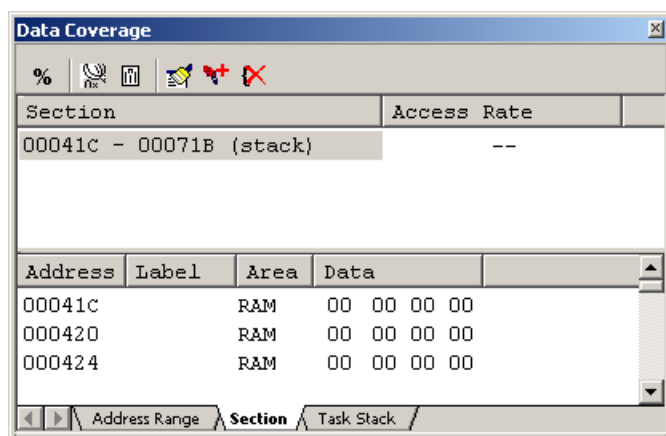 Data Coverage
%
Section Access Rate
00041C - 00071B (stack) --
Address Label Area Data
00041C RAM 00 00 00 00
000420 RAM 00 00 00 00
000424 RAM 00 00 00 00
Address Range Section Task Stack